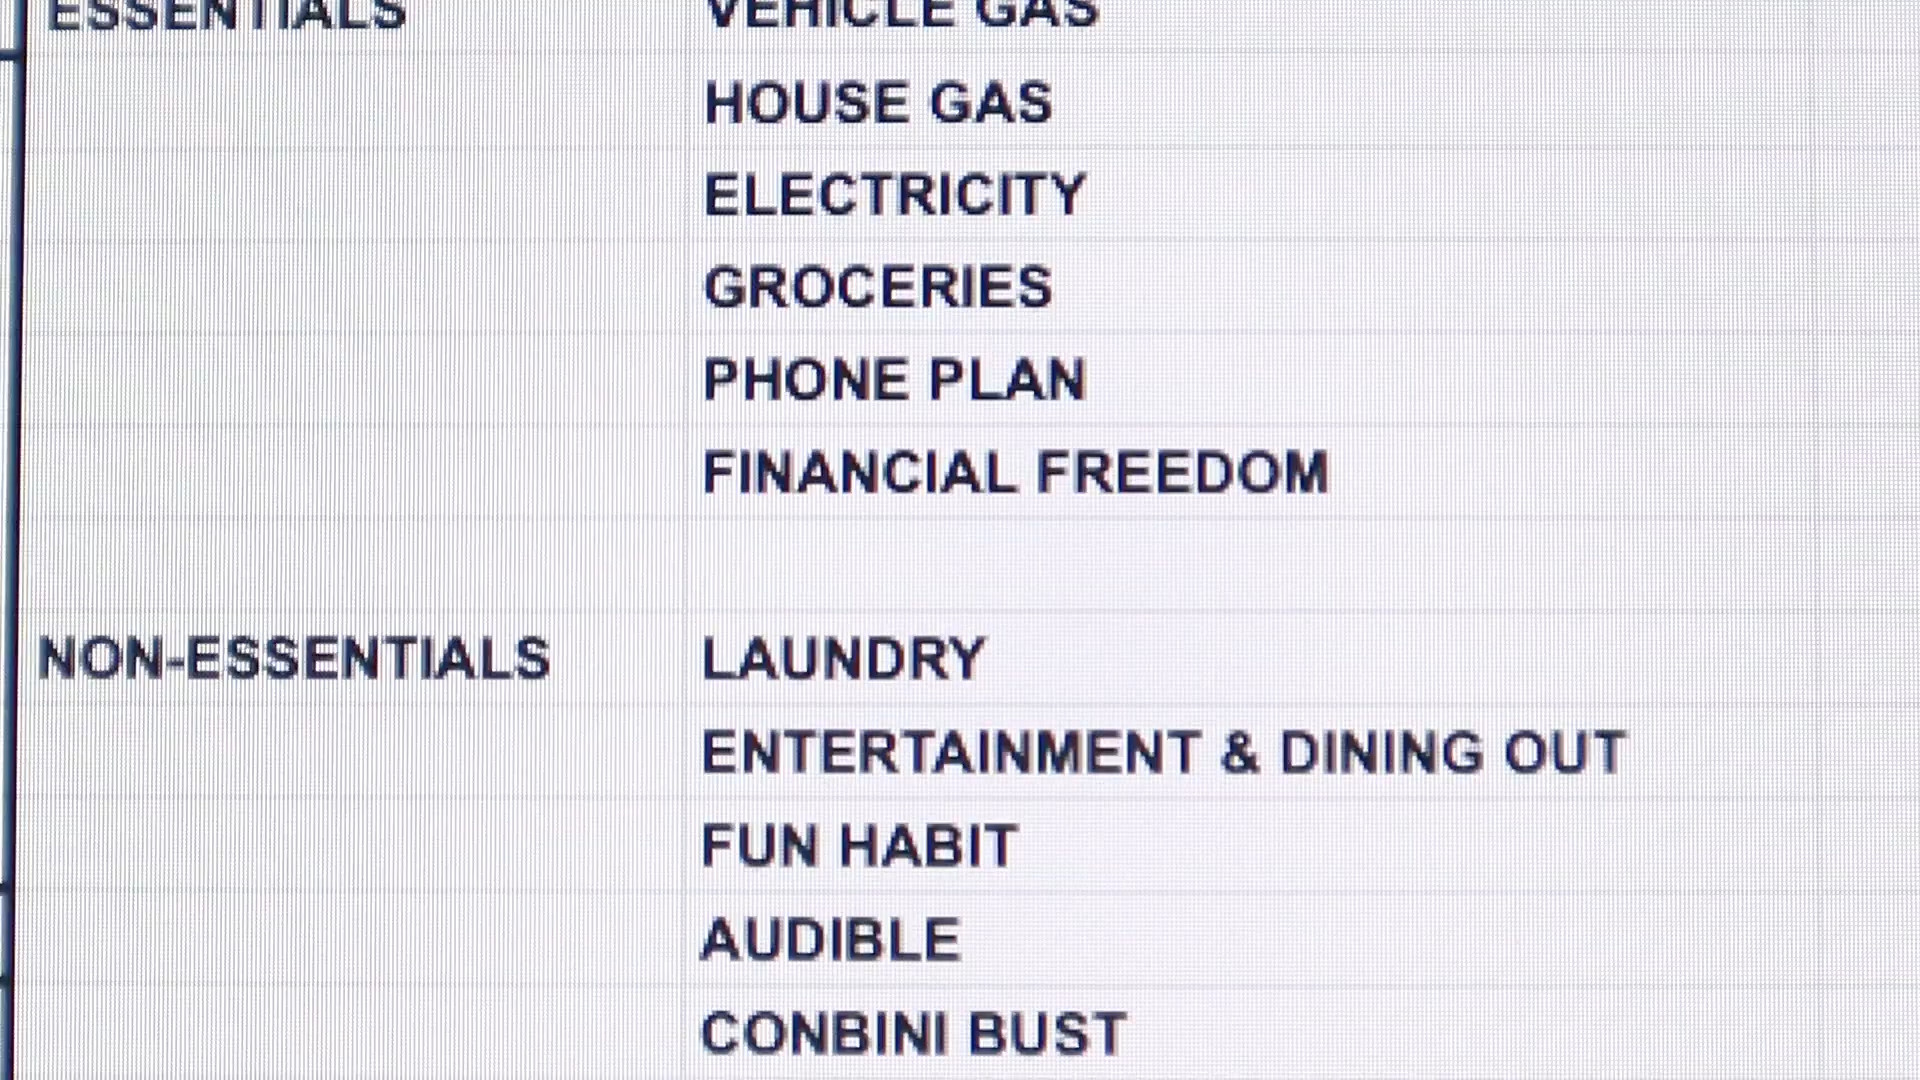 ESSENTIALS VEHICLE GAS
HOUSE GAS
ELECTRICITY
GROCERIES
PHONE PLAN
FINANCIAL FREEDOM
NON-ESSENTIALS LAUNDRY
ENTERTAINMENT & DINING OUT
FUN HABIT
AUDIBLE
CONBINI BUST